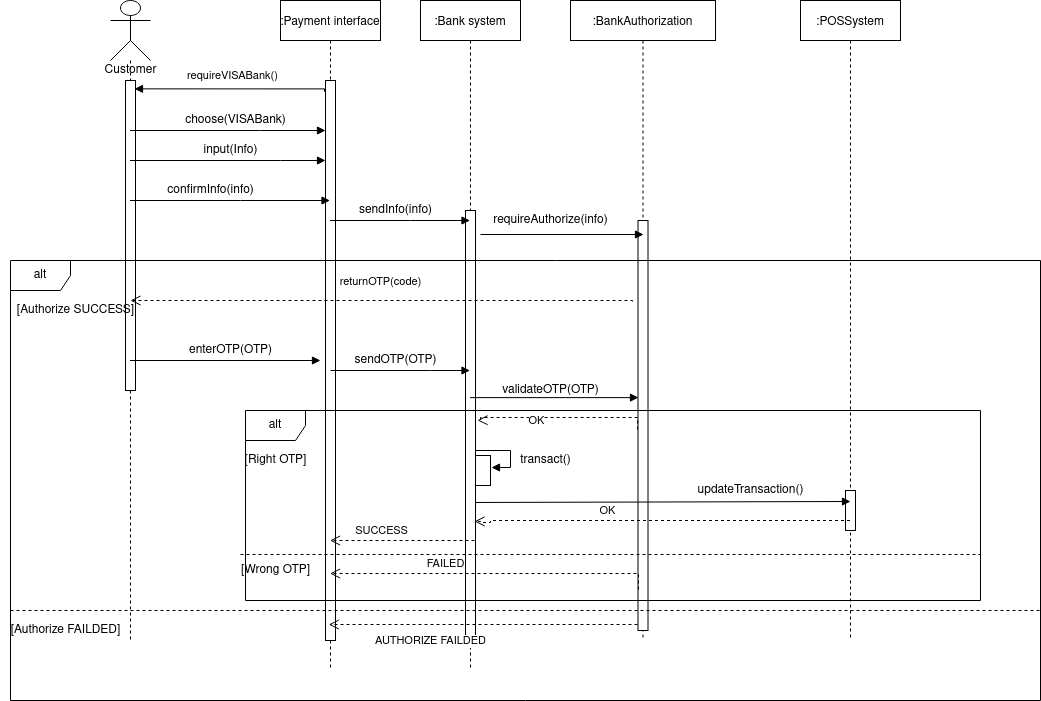 :Payment interface
:Bank system
:BankAuthorization
:POSSystem
Customer
requireVISABank()
choose(VISABank)
input(Info)
confirmInfo(info)
sendInfo(info)
requireAuthorize(info)
alt
returnOTP(code)
[Authorize SUCCESS]
enterOTP(OTP)
sendOTP(OTP)
validateOTP(OTP)
alt
OK
[Right OTP]
transact()
updateTransaction()
OK
SUCCESS
FAILED
[Wrong OTP]
[Authorize FAILDED]
AUTHORIZE FAILDED